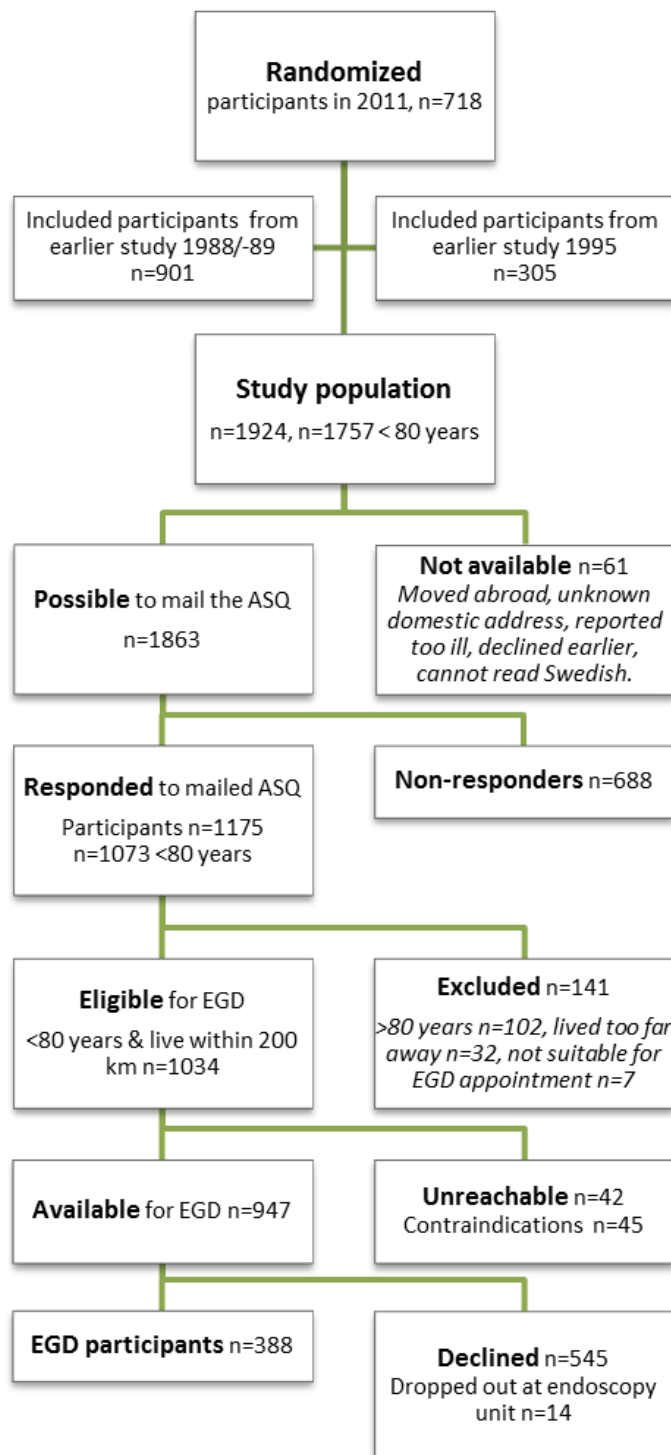 Randomized
participants in 2011, n=718
Included participants from
earlier study 1988/-89
n=901
Included participants from
earlier study 1995
n=305
Study population
n=1924, n=1757 < 80 years
Possible to mail the ASQ
n=1863
Not available n=61
Moved abroad, unknown
domestic address, reported
too ill, declined earlier,
cannot read Swedish.
Responded to mailed ASQ
Participants n=1175
n=1073 <80 years
Non-responders n=688
Eligible for EGD
<80 years & live within 200
km n=1034
Excluded n=141
>80 years n=102, lived too far
away n=32, not suitable for
EGD appointment n=7
Available for EGD n=947
Unreachable n=42
Contraindications n=45
EGD participants n=388
Declined n=545
Dropped out at endoscopy
unit n=14